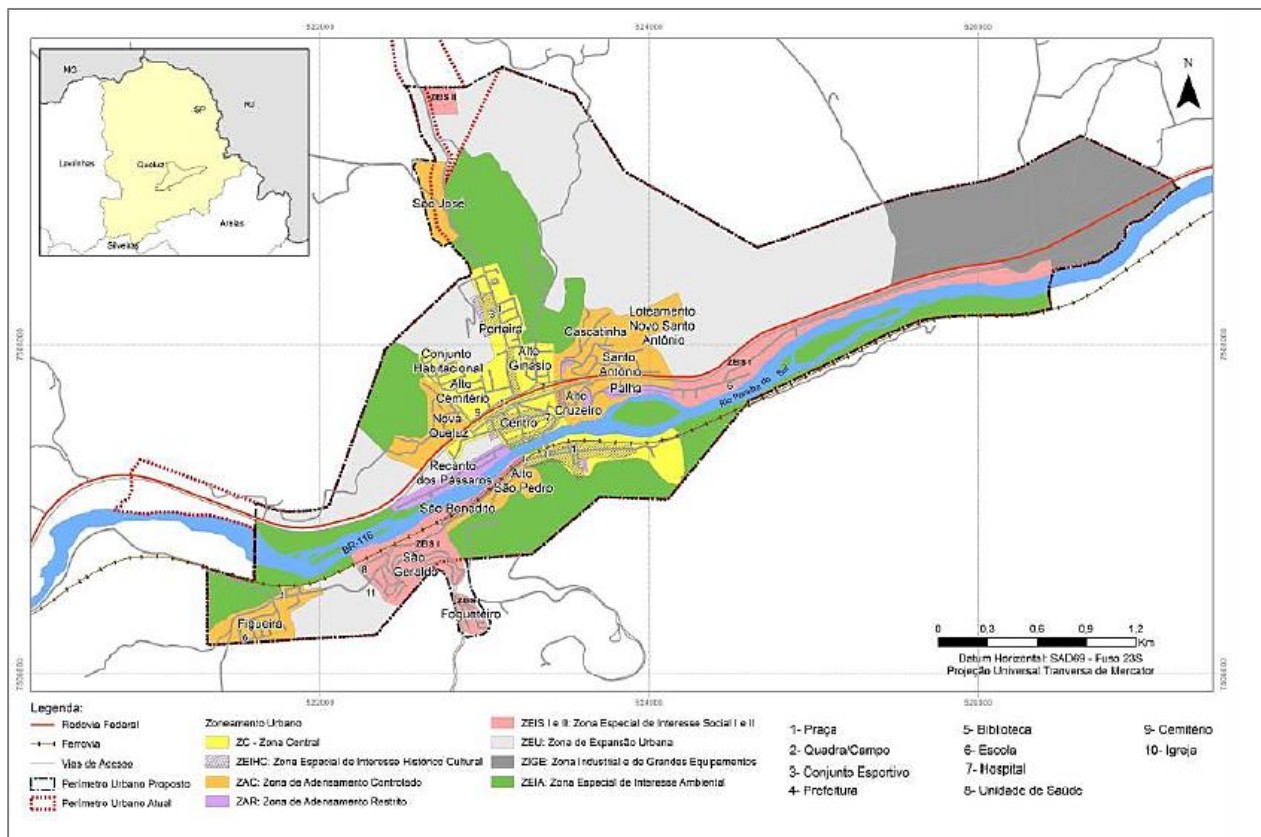 522000
524000
526000
MG
SP
RJ
Lavrinhas
Queluz
Areias
Silveiras
N
ZEIS II
São José
Porteira
Cascatinha
Loteamento
Novo Santo
Antônio
Conjunto
Habitacional
Alto
Ginásio
Santo
Antônio
Alto
Cemitério
Palha
ZEIS I
Alto
Cruzeiro
Nova
Queluz
Centro
Rio Paraíba do Sul
Recanto
dos Pássaros
Alto
São Pedro
São Benedito
BR-116
ZEIS I
São
Geraldo
8
11
Fogueteiro
Figueira
6
7508000
0 0,3 0,6 0,9 1,2
Km
Datum Horizontal: SAD69 - Fuso 23S
Projeção Universal Tranversa de Mercator
Legenda:
Rodovia Federal
Ferrovia
Vias de Acesso
Perímetro Urbano Proposto
Perímetro Urbano Atual
Zoneamento Urbano
ZC - Zona Central
ZEIHC: Zona Especial de Interesse Histórico Cultural
ZAC: Zona de Adensamento Controlado
ZAR: Zona de Adensamento Restrito
ZEIS I e II: Zona Especial de Interesse Social I e II
ZEU: Zona de Expansão Urbana
ZIGE: Zona Industrial e de Grandes Equipamentos
ZEIA: Zona Especial de Interesse Ambiental
1- Praça
2- Quadra/Campo
3- Conjunto Esportivo
4- Prefeitura
5- Biblioteca
6- Escola
7- Hospital
8- Unidade de Saúde
9- Cemitério
10- Igreja